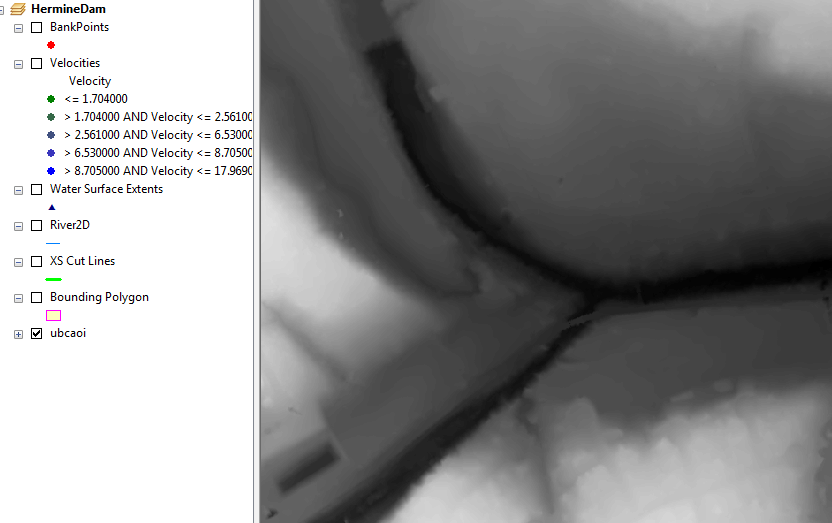 HermineDam
BankPoints
Velocities
Velocity
<= 1.704000
> 1.704000 AND Velocity <= 2.56100
> 2.561000 AND Velocity <= 6.53000
> 6.530000 AND Velocity <= 8.70500
> 8.705000 AND Velocity <= 17.9690
Water Surface Extents
River2D
XS Cut Lines
Bounding Polygon
ubcaoi